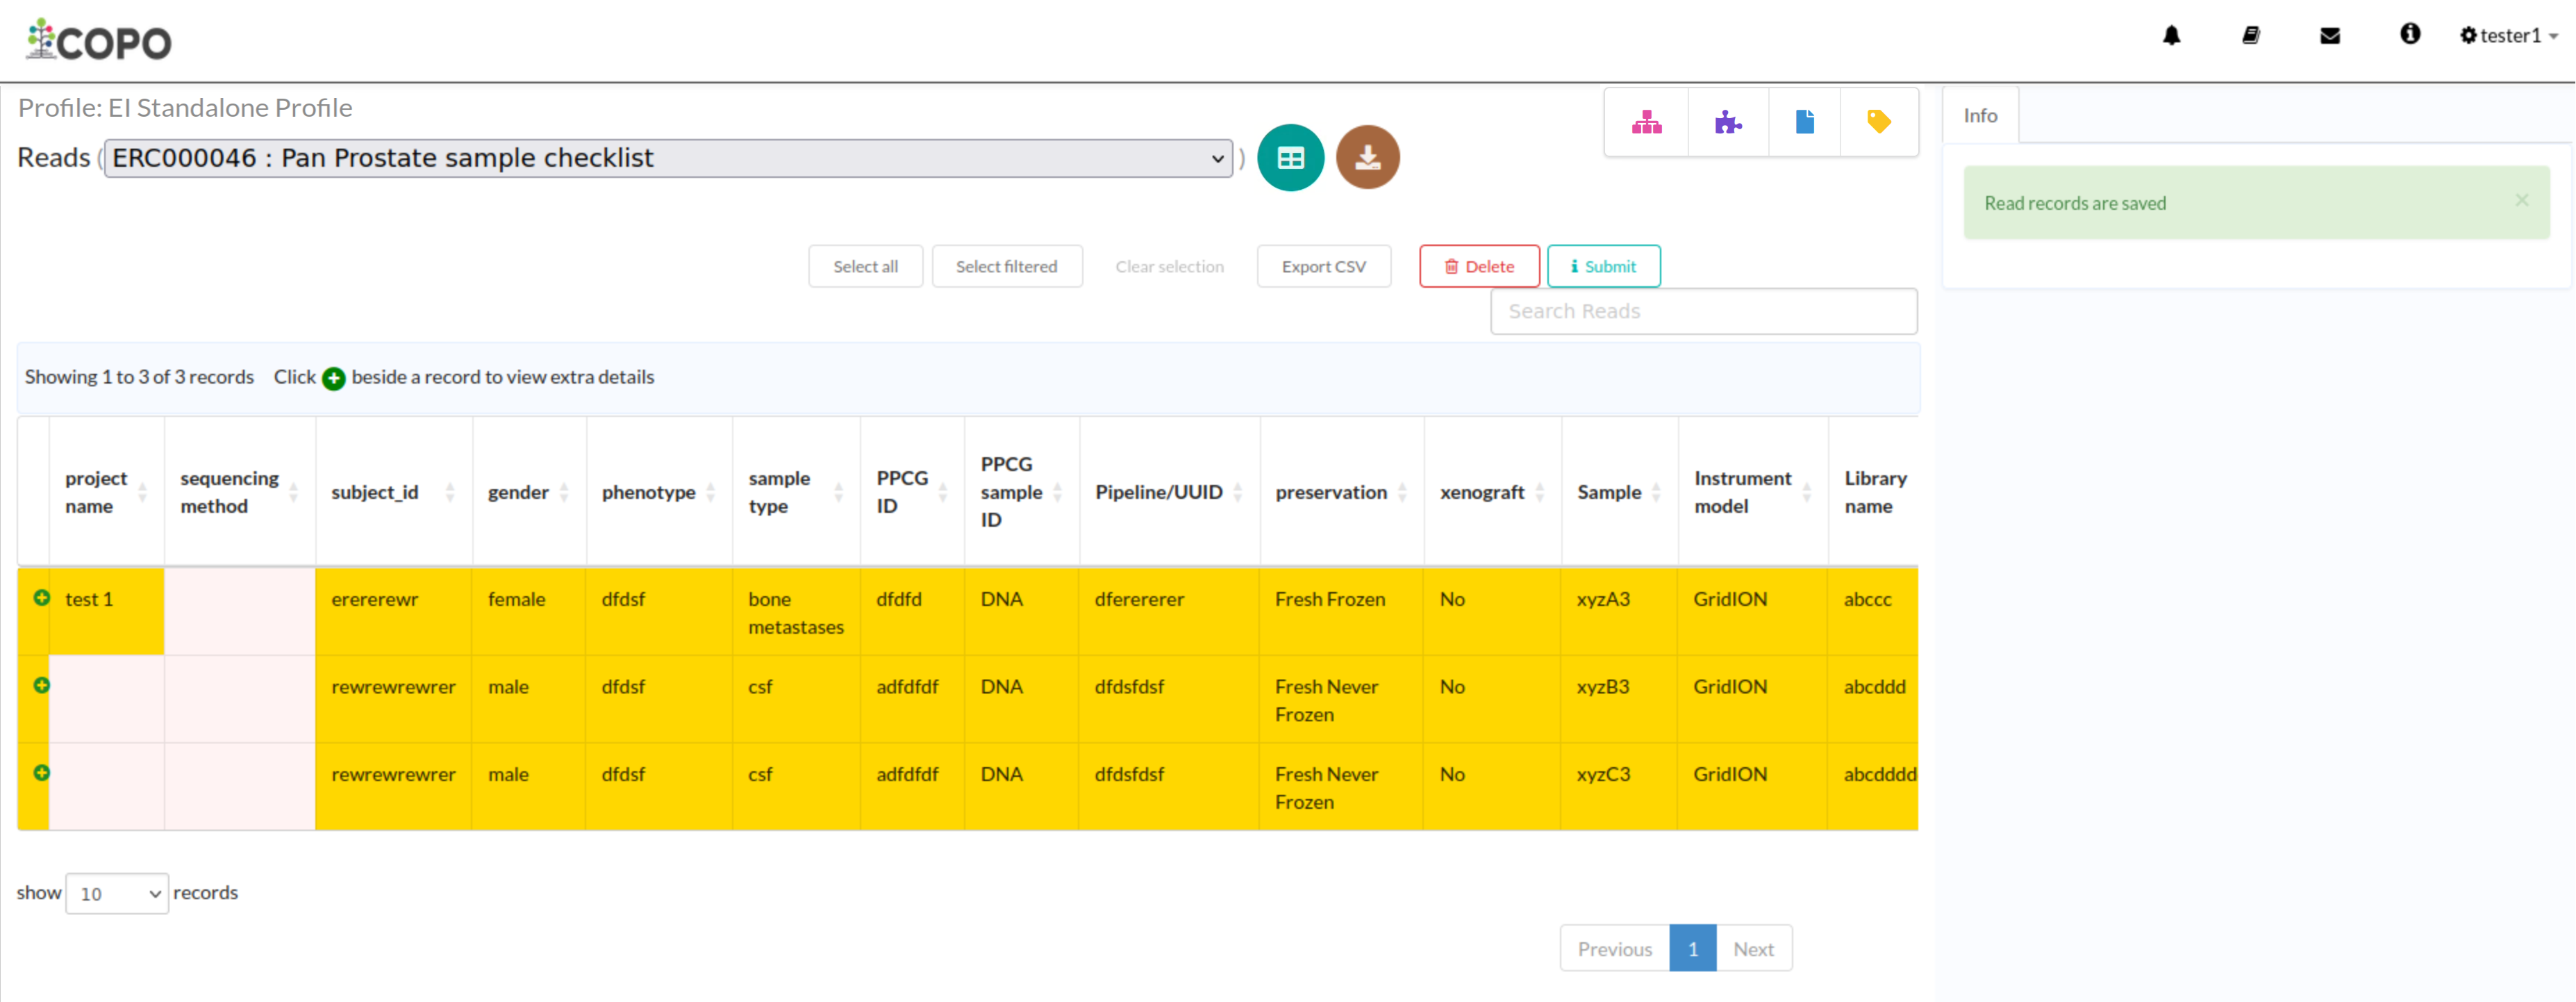 COPO
tester1
Profile: EI Standalone Profile
Reads ( ERC000046 : Pan Prostate sample checklist )
Info
Read records are saved ×
Select all Select filtered Clear selection Export CSV Delete Submit
Search Reads
Showing 1 to 3 of 3 records Click beside a record to view extra details
project name sequencing method subject_id gender phenotype sample type PPCG ID PPCG sample ID Pipeline/UUID preservation xenograft Sample Instrument model Library name
test 1 erererewr female dfdsf bone metastases dfdfd DNA dferererer Fresh Frozen No xyzA3 GridION abccc
rewrewrewrer male dfdsf csf adfdfdf DNA dfdsfdsf Fresh Never Frozen No xyzB3 GridION abcddd
rewrewrewrer male dfdsf csf adfdfdf DNA dfdsfdsf Fresh Never Frozen No xyzC3 GridION abcdddd
show 10 records
Previous 1 Next